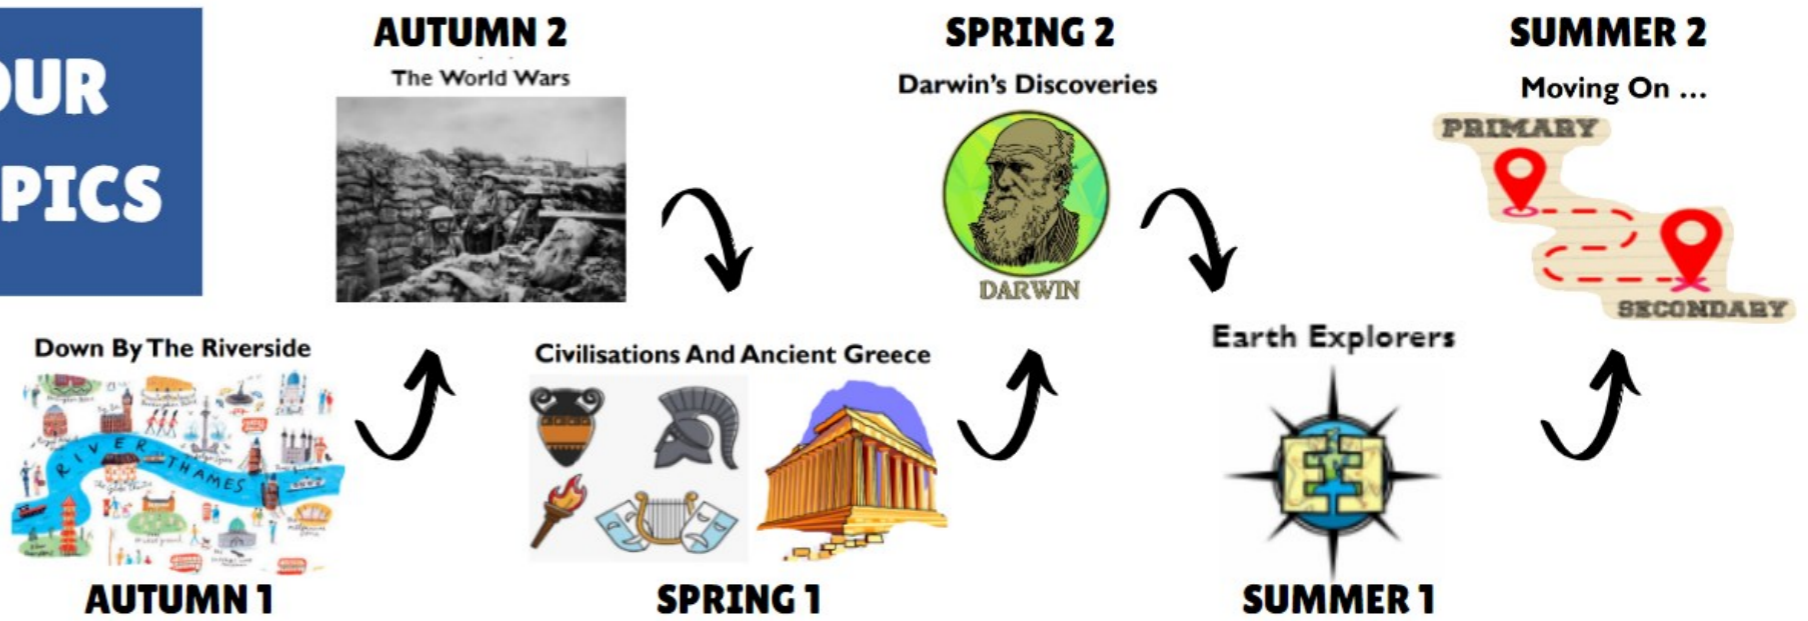 OUR
PICS
AUTUMN 2
The World Wars
SPRING 2
Darwin's Discoveries
DARWIN
SUMMER 2
Moving On ...
PRIMARY
SECONDARY
Down By The Riverside
RIVER THAMES
AUTUMN 1
Civilisations And Ancient Greece
SPRING 1
Earth Explorers
SUMMER 1